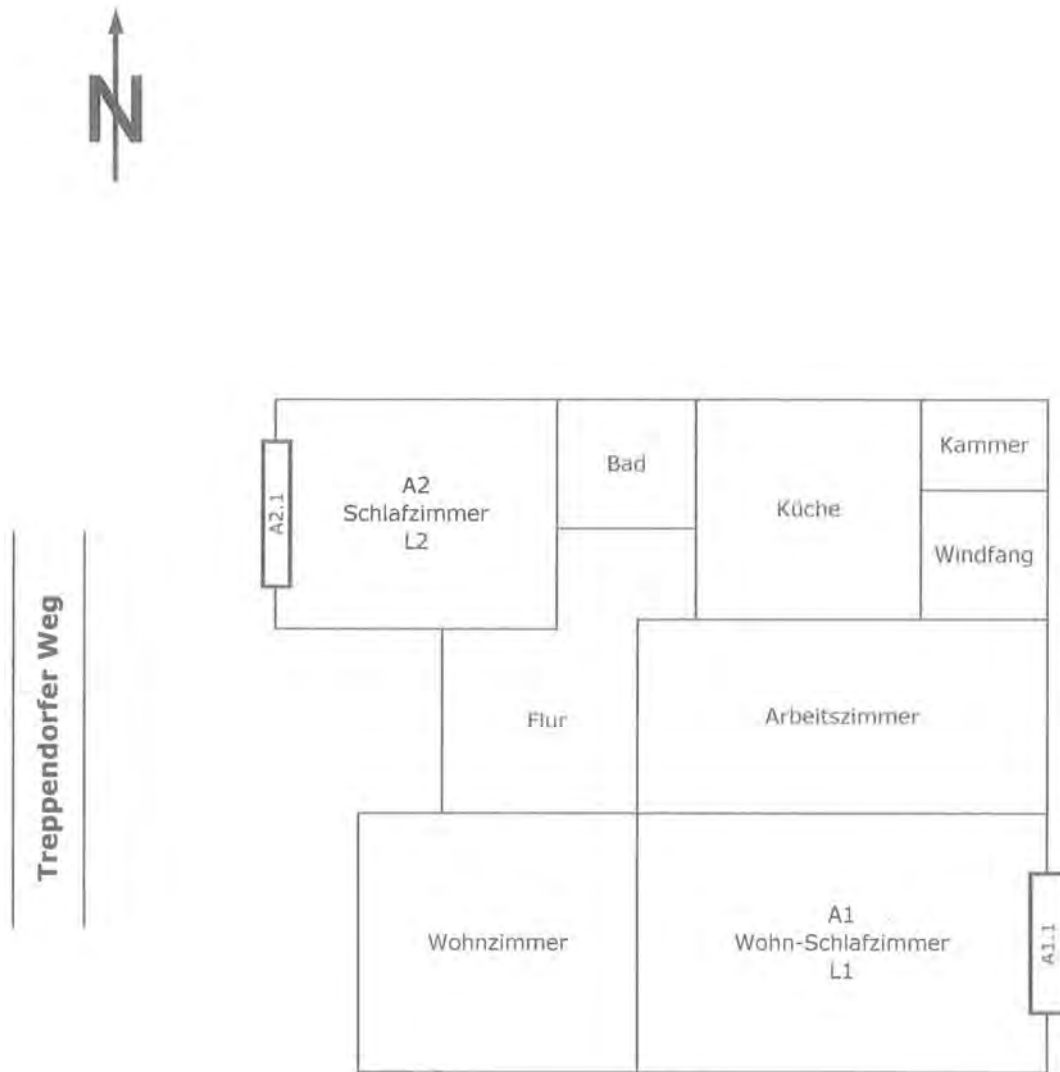 N
Kammer
Bad
A2
Schlafzimmer
L2
A2.1
Küche
Windfang
Treppendorfer Weg
Flur
Arbeitszimmer
Wohnzimmer
A1
Wohn-Schlafzimmer
L1
A1.1